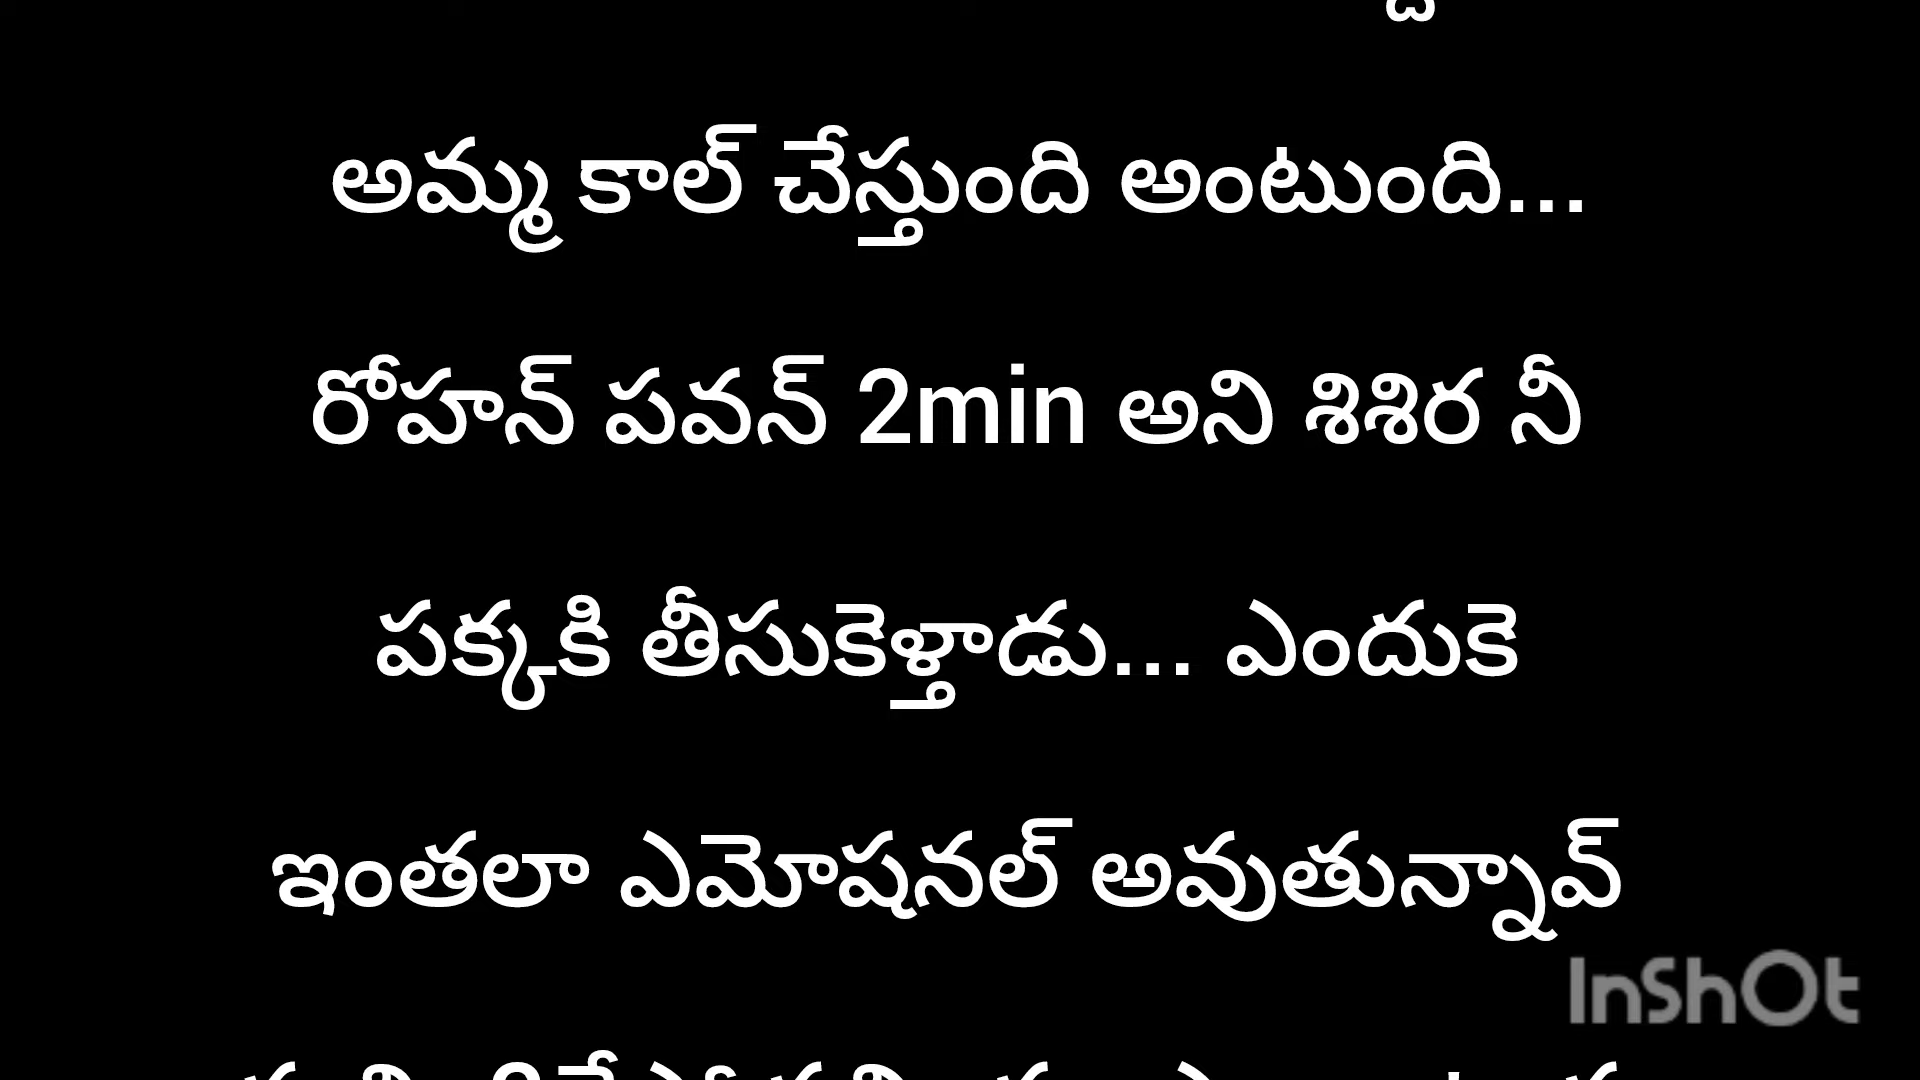 అమ్మ కాల్ చేస్తుంది అంటుంది...
రోహన్ పవన్ 2min అని శిశిర నీ
పక్కకి తీసుకెళ్తాడు... ఎందుకె
ఇంతలా ఎమోషనల్ అవుతున్నావ్
InShOt